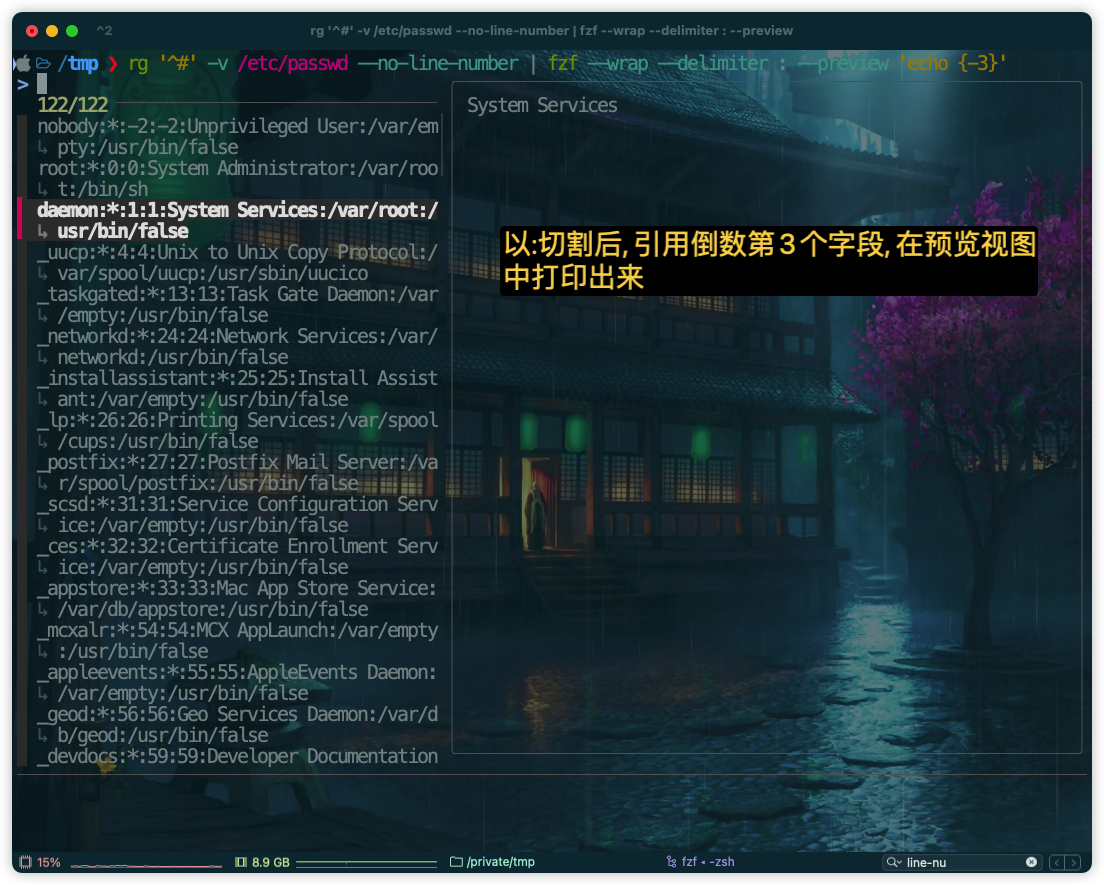 ⌃2
rg '^#' -v /etc/passwd --no-line-number | fzf --wrap --delimiter : --preview
/tmp ❯ rg '^#' -v /etc/passwd --no-line-number | fzf --wrap --delimiter : --preview 'echo {-3}'
>
122/122
System Services
nobody:*:-2:-2:Unprivileged User:/var/em
↳ pty:/usr/bin/false
root:*:0:0:System Administrator:/var/roo
↳ t:/bin/sh
daemon:*:1:1:System Services:/var/root:/
↳ usr/bin/false
_uucp:*:4:4:Unix to Unix Copy Protocol:/
↳ var/spool/uucp:/usr/sbin/uucico
_taskgated:*:13:13:Task Gate Daemon:/var
↳ /empty:/usr/bin/false
_networkd:*:24:24:Network Services:/var/
↳ networkd:/usr/bin/false
_installassistant:*:25:25:Install Assist
↳ ant:/var/empty:/usr/bin/false
_lp:*:26:26:Printing Services:/var/spool
↳ /cups:/usr/bin/false
_postfix:*:27:27:Postfix Mail Server:/va
↳ r/spool/postfix:/usr/bin/false
_scsd:*:31:31:Service Configuration Serv
↳ ice:/var/empty:/usr/bin/false
_ces:*:32:32:Certificate Enrollment Serv
↳ ice:/var/empty:/usr/bin/false
_appstore:*:33:33:Mac App Store Service:
↳ /var/db/appstore:/usr/bin/false
_mcxalr:*:54:54:MCX AppLaunch:/var/empty
↳ :/usr/bin/false
_appleevents:*:55:55:AppleEvents Daemon:
↳ /var/empty:/usr/bin/false
_geod:*:56:56:Geo Services Daemon:/var/d
↳ b/geod:/usr/bin/false
_devdocs:*:59:59:Developer Documentation
以:切割后, 引用倒数第3个字段, 在预览视图
中打印出来
15%
8.9 GB
/private/tmp
fzf ◂ -zsh
line-nu